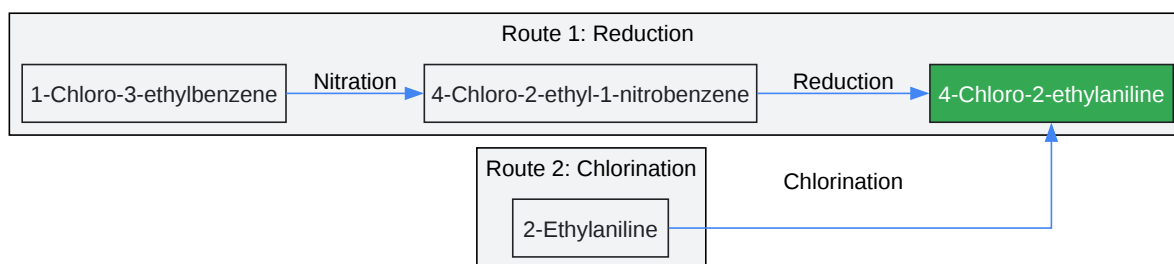 Route 1: Reduction
1-Chloro-3-ethylbenzene
Nitration
4-Chloro-2-ethyl-1-nitrobenzene
Reduction
4-Chloro-2-ethylaniline
Route 2: Chlorination
Chlorination
2-Ethylaniline